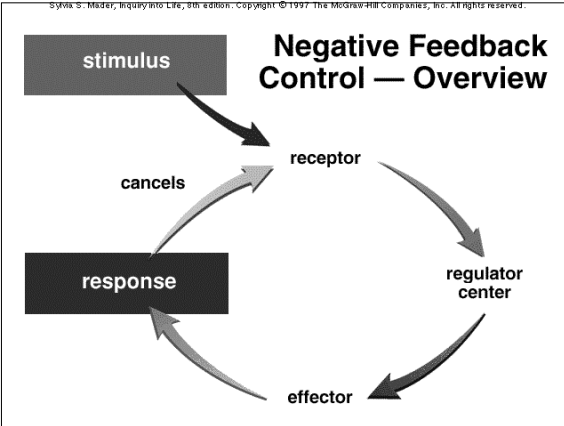 Sylvia S. Mader, Inquiry into Life, 8th edition. Copyright © 1997 The McGraw-Hill Companies, Inc. All rights reserved.
Negative Feedback
Control — Overview
stimulus
receptor
cancels
regulator
center
response
effector